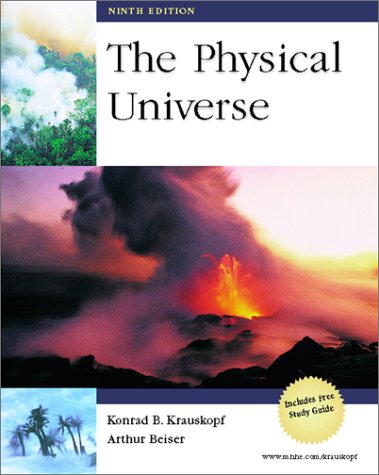 NINTH EDITION
The Physical
Universe
Includes Free
Study Guide
Konrad B. Krauskopf
Arthur Beiser
www.mhhe.com/krauskopf